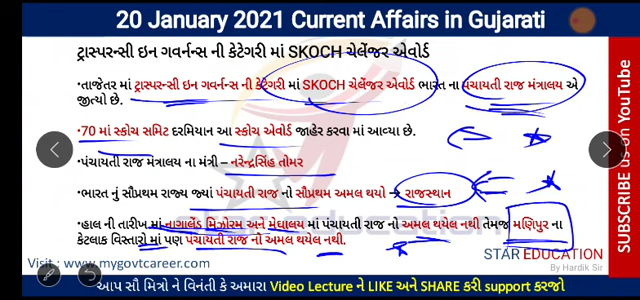 20 January 2021 Current Affairs in Gujarati
ટ્રાસ્પરન્સી ઇન ગવર્નન્સ ની કેટેગરી માં SKOCH ચેલેંજર એવોર્ડ
•તાજેતર માં ટ્રાસ્પરન્સી ઇન ગવર્નન્સ ની કેટેગરી માં SKOCH ચેલેંજર એવોર્ડ ભારત ના પંચાયતી રાજ મંત્રાલય એ
જીત્યો છે.
•70 માં સ્કોચ સમિટ દરમિયાન આ સ્કોચ એવોર્ડ જાહેર કરવા માં આવ્યા છે.
•પંચાયતી રાજ મંત્રાલય ના મંત્રી – નરેન્દ્રસિંહ તોમર
•ભારત નું સૌપ્રથમ રાજ્ય જ્યાં પંચાયતી રાજ નો સૌપ્રથમ અમલ થયો → રાજસ્થાન
•હાલ ની તારીખ માં નાગાલેંડ મિઝોરમ અને મેઘાલય માં પંચાયતી રાજ નો અમલ થયેલ નથી તેમજ મણિપુર ના
કેટલાક વિસ્તારો માં પણ પંચાયતી રાજ નો અમલ થયેલ નથી.
STAR EDUCATION
By Hardik Sir
Visit : www.mygovtcareer.com
આપ સૌ મિત્રો ને વિનંતી કે અમારા Video Lecture ને LIKE અને SHARE કરી support કરજો
SUBSCRIBE us on YouTube